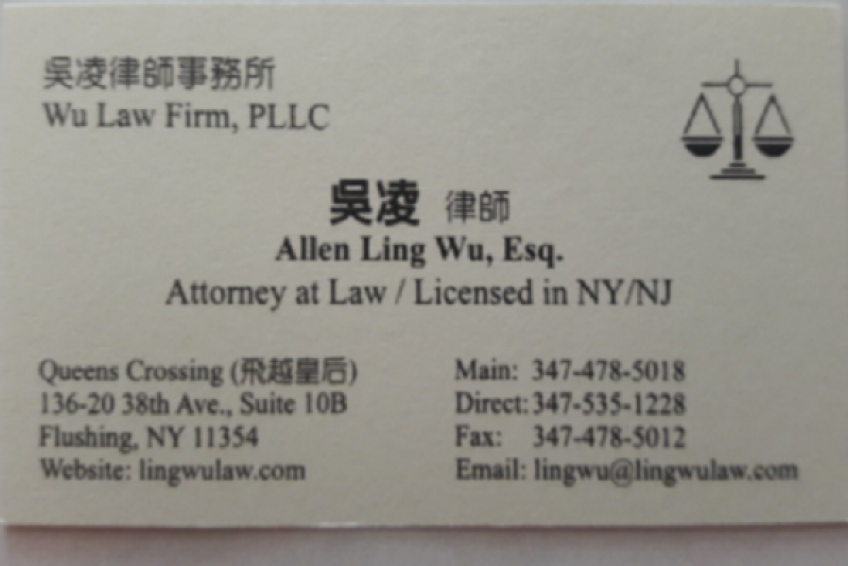 吳凌律師事務所
Wu Law Firm, PLLC
吳凌 律師
Allen Ling Wu, Esq.
Attorney at Law / Licensed in NY/NJ
Queens Crossing (飛越皇后)
136-20 38th Ave., Suite 10B
Flushing, NY 11354
Website: lingwulaw.com
Main: 347-478-5018
Direct: 347-535-1228
Fax: 347-478-5012
Email: lingwu@lingwulaw.com